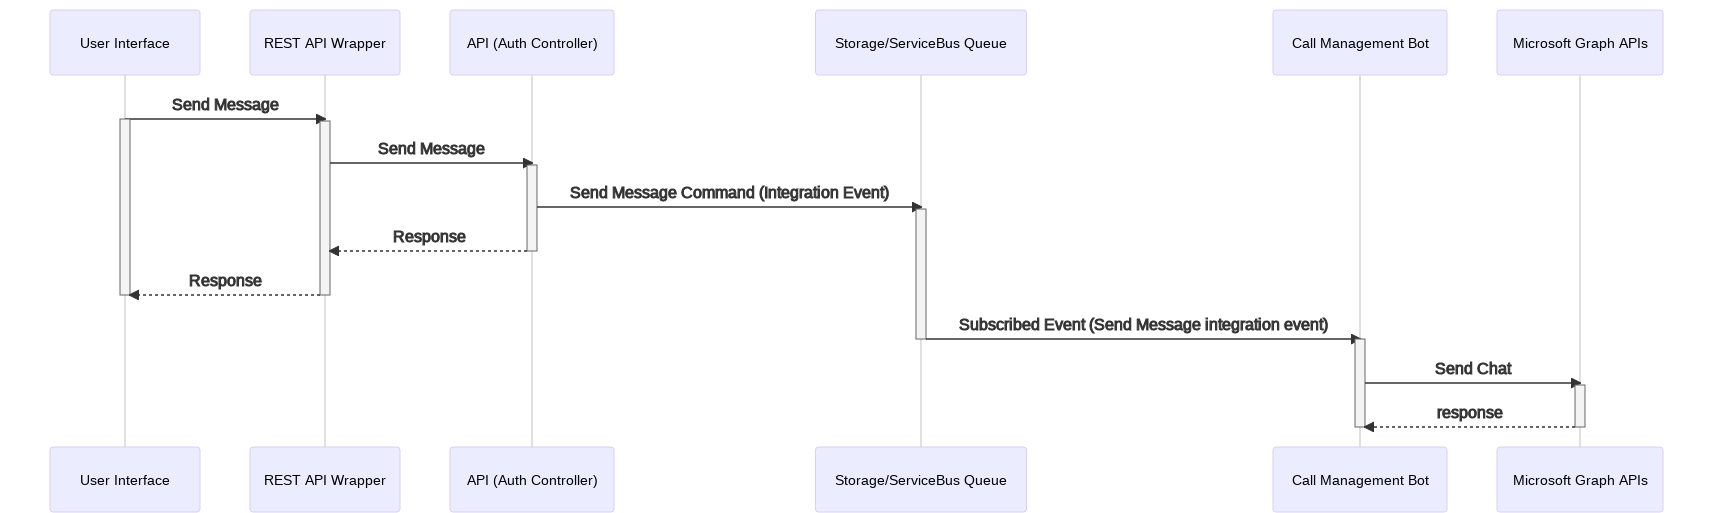 User Interface
REST API Wrapper
API (Auth Controller)
Storage/ServiceBus Queue
Call Management Bot
Microsoft Graph APIs
Send Message
Send Message
Send Message Command (Integration Event)
Response
Response
Subscribed Event (Send Message integration event)
Send Chat
response
User Interface
REST API Wrapper
API (Auth Controller)
Storage/ServiceBus Queue
Call Management Bot
Microsoft Graph APIs